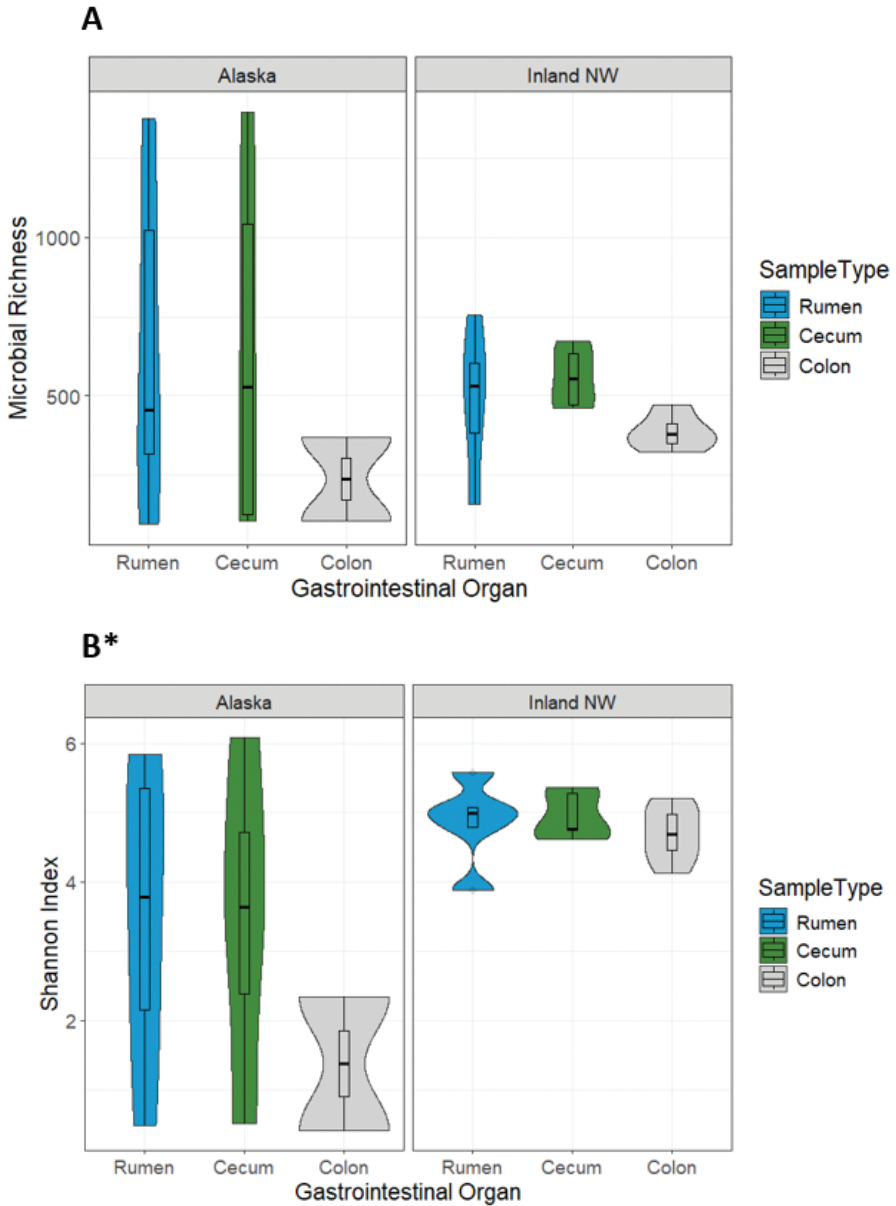 A
Alaska
Inland NW
Microbial Richness
1000
500
Rumen
Cecum
Colon
Rumen
Cecum
Colon
Gastrointestinal Organ
SampleType
Rumen
Cecum
Colon
B*
Alaska
Inland NW
Shannon Index
6
4
2
Rumen
Cecum
Colon
Rumen
Cecum
Colon
Gastrointestinal Organ
SampleType
Rumen
Cecum
Colon